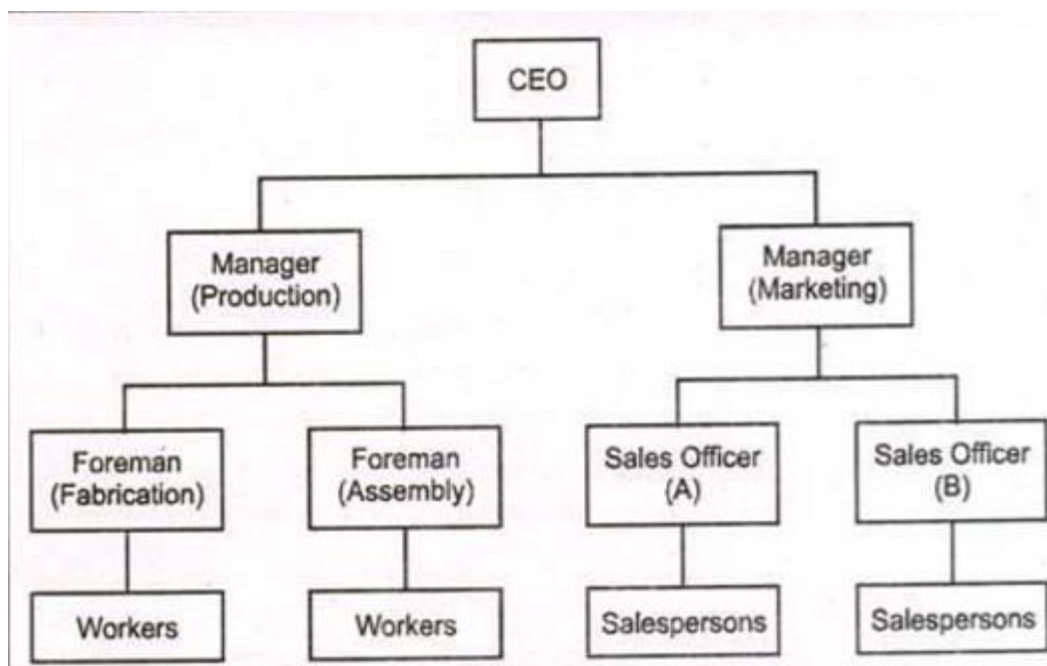 CEO
Manager
(Production)
Manager
(Marketing)
Foreman
(Fabrication)
Foreman
(Assembly)
Sales Officer
(A)
Sales Officer
(B)
Workers
Workers
Salespersons
Salespersons